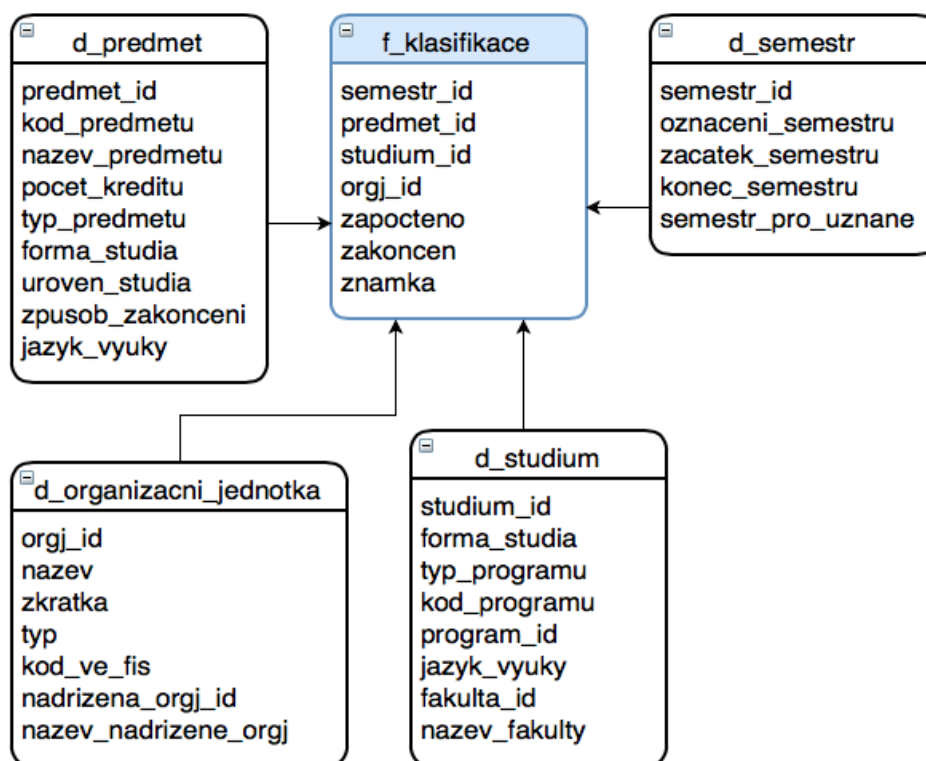 d_predmet
predmet_id
kod_predmetu
nazev_predmetu
pocet_kreditu
typ_predmetu
forma_studia
uroven_studia
zpusob_zakonceni
jazyk_vyuky
f_klasifikace
semestr_id
predmet_id
studium_id
orgj_id
zapocteno
zakoncen
znamka
d_semestr
semestr_id
oznaceni_semestru
zacatek_semestru
konec_semestru
semestr_pro_uznane
d_organizacni_jednotka
orgj_id
nazev
zkratka
typ
kod_ve_fis
nadrizena_orgj_id
nazev_nadrizene_orgj
d_studium
studium_id
forma_studia
typ_programu
kod_programu
program_id
jazyk_vyuky
fakulta_id
nazev_fakulty